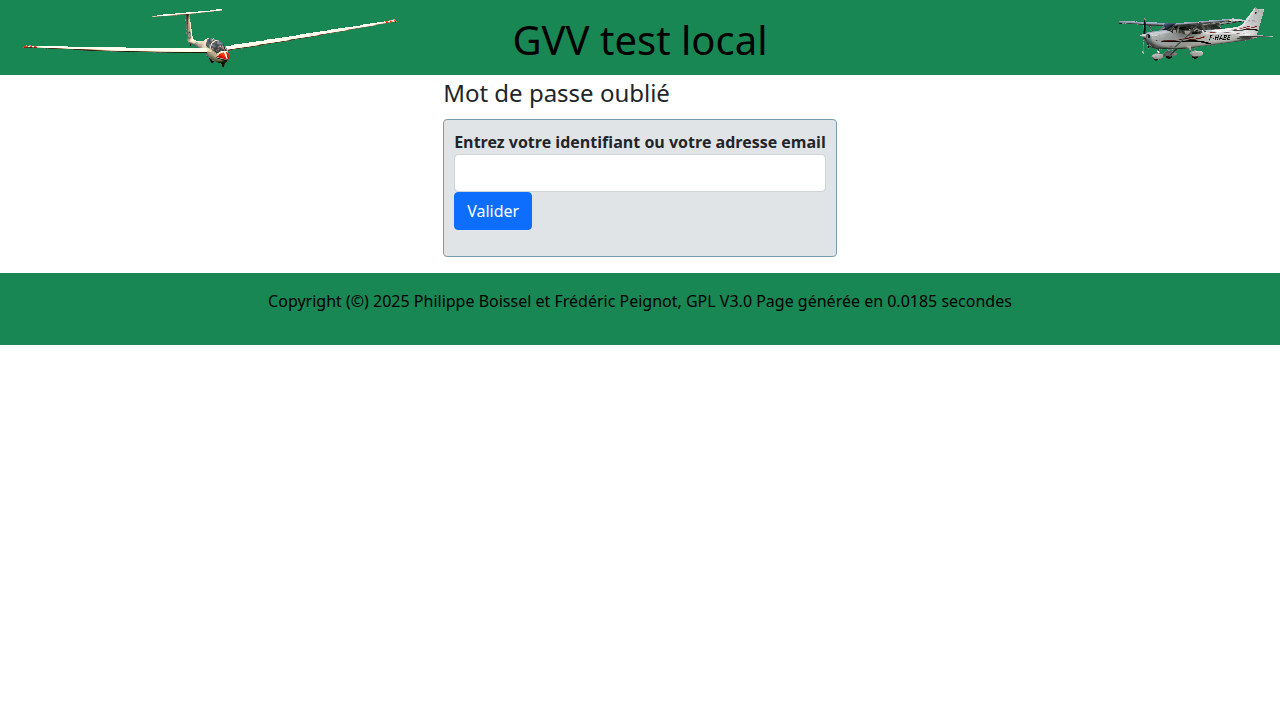 GVV test local
F-HABE
Mot de passe oublié
Entrez votre identifiant ou votre adresse email
Valider
Copyright (©) 2025 Philippe Boissel et Frédéric Peignot, GPL V3.0 Page générée en 0.0185 secondes